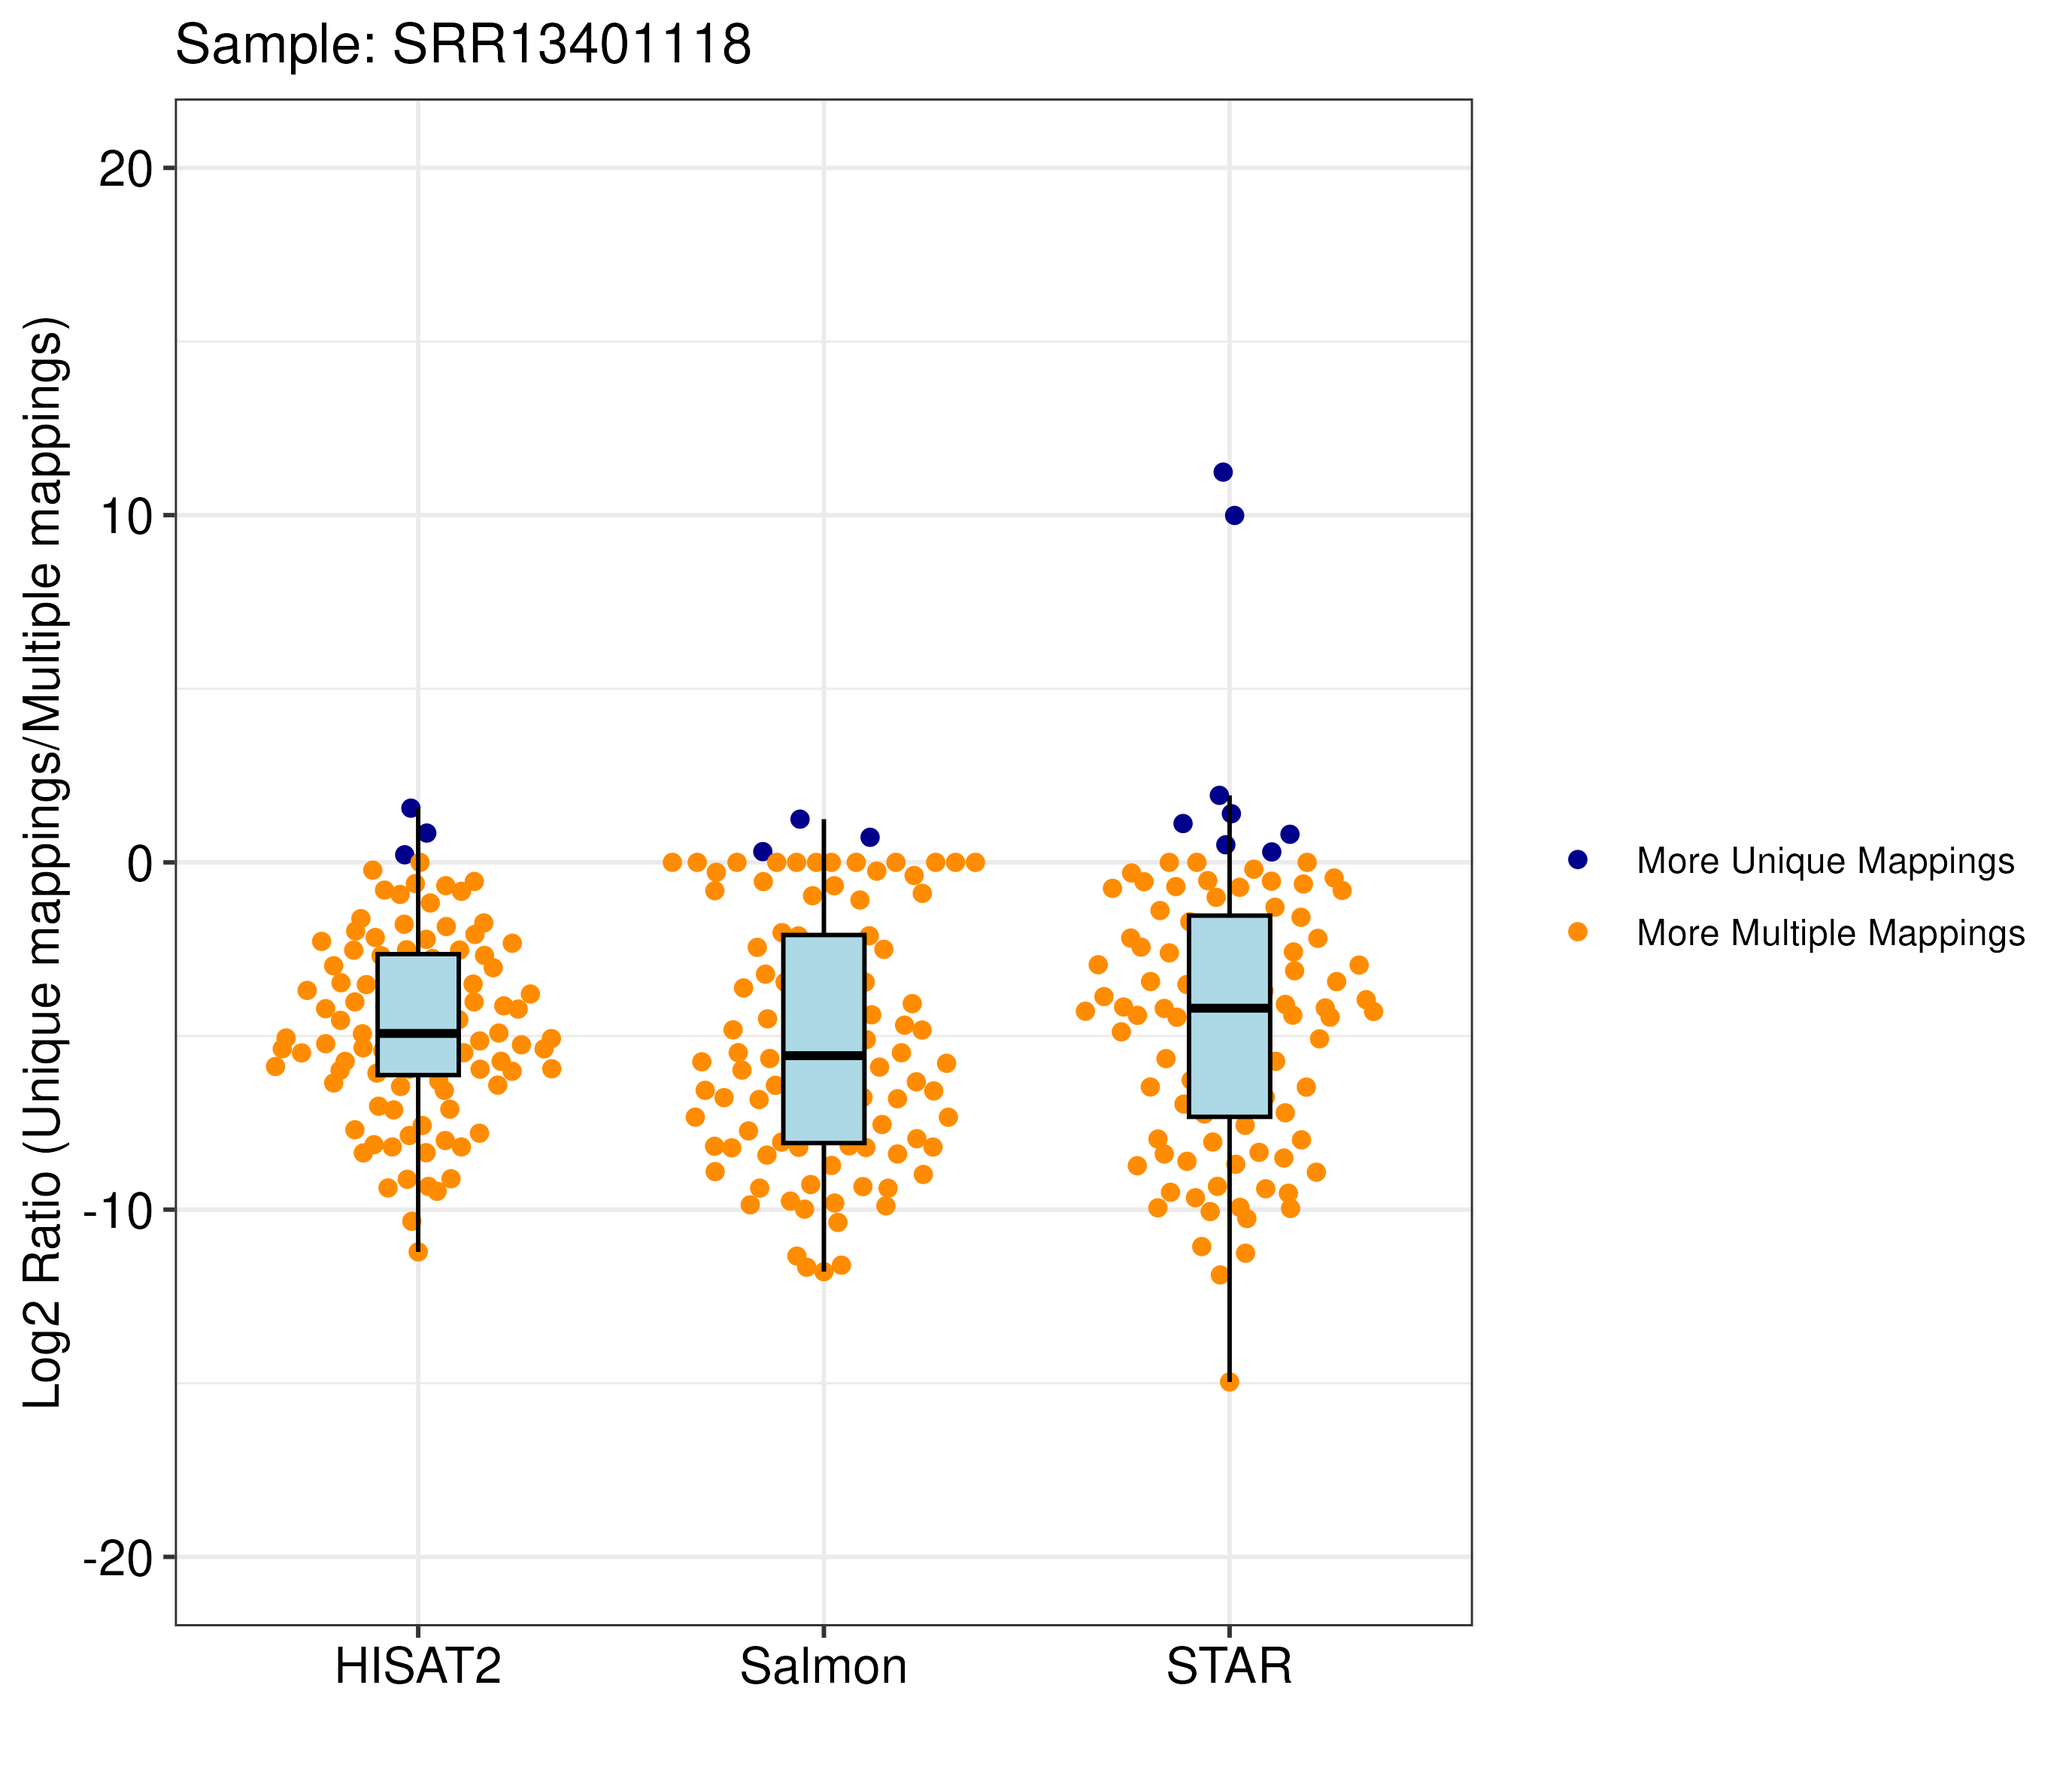 Sample: SRR13401118
Log2 Ratio (Unique mappings/Multiple mappings)
20
10
0
-10
-20
HISAT2
Salmon
STAR
More Unique Mappings
More Multiple Mappings